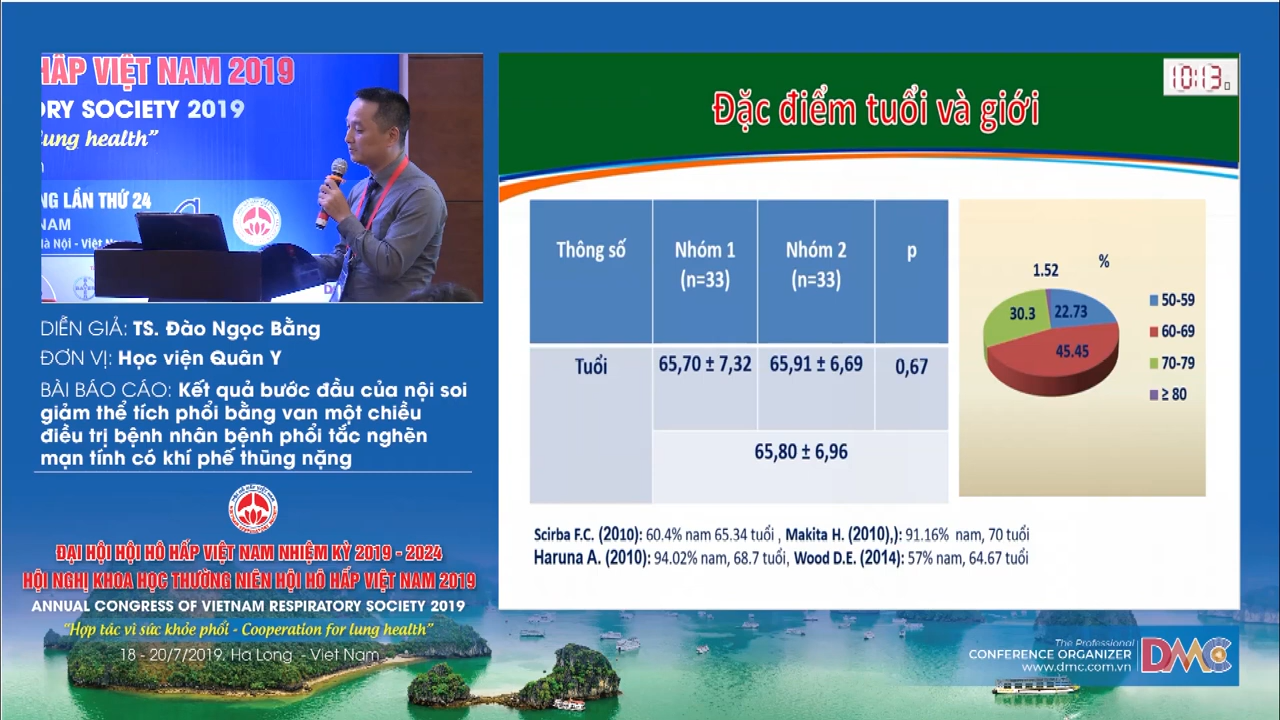 HẤP VIỆT NAM 2019
ORY SOCIETY 2019
lung health”
NG LẦN THỨ 24
NAM
Hà Nội - Việt
DIỄN GIẢ: TS. Đào Ngọc Bằng
ĐƠN VỊ: Học viện Quân Y
BÀI BÁO CÁO: Kết quả bước đầu của nội soi
giảm thể tích phổi bằng van một chiều
điều trị bệnh nhân bệnh phổi tắc nghẽn
mạn tính có khí phế thũng nặng
ĐẠI HỘI HỘI HÔ HẤP VIỆT NAM NHIỆM KỲ 2019 - 2024
HỘI NGHỊ KHOA HỌC THƯỜNG NIÊN HỘI HÔ HẤP VIỆT NAM 2019
ANNUAL CONGRESS OF VIETNAM RESPIRATORY SOCIETY 2019
“Hợp tác vì sức khỏe phổi - Cooperation for lung health”
18 - 20/7/2019, Ha Long - Viet Nam
10:13
Đặc điểm tuổi và giới
Thông số Nhóm 1 (n=33) Nhóm 2 (n=33) p
Tuổi 65,70 ± 7,32 65,91 ± 6,69 0,67
65,80 ± 6,96
%
1.52
22.73
30.3
45.45
50-59
60-69
70-79
≥ 80
Scirba F.C. (2010): 60.4% nam 65.34 tuổi , Makita H. (2010),): 91.16% nam, 70 tuổi
Haruna A. (2010): 94.02% nam, 68.7 tuổi, Wood D.E. (2014): 57% nam, 64.67 tuổi
The Professional
CONFERENCE ORGANIZER
www.dmc.com.vn
DMC